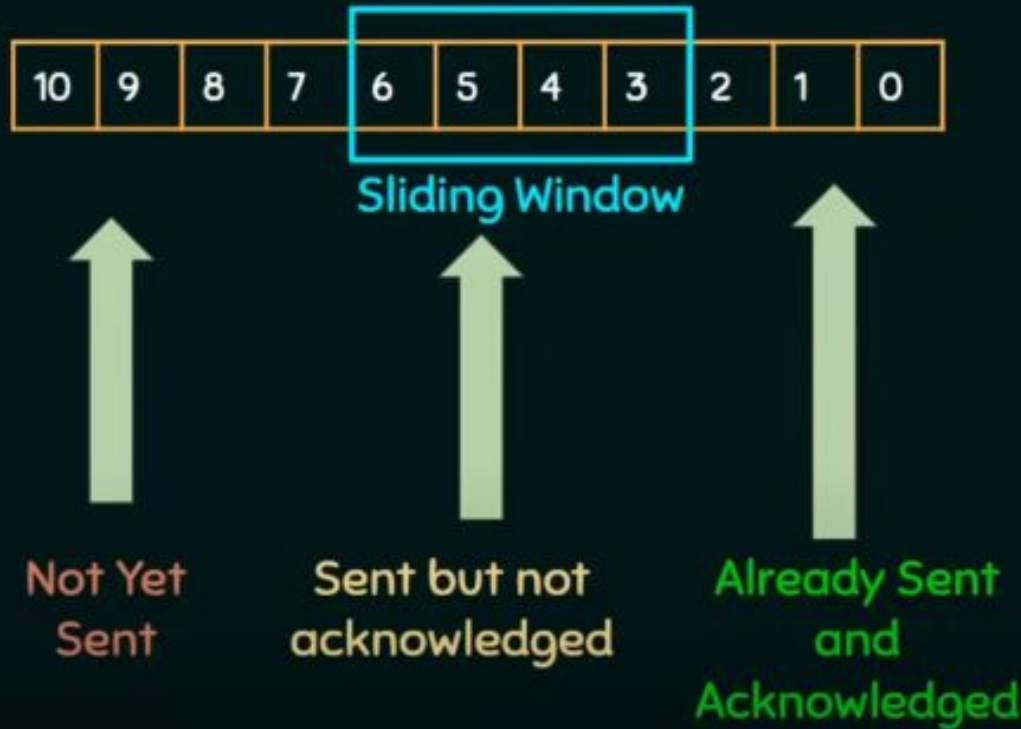 10 9 8 7 6 5 4 3 2 1 0
Sliding Window
Not Yet
Sent
Sent but not
acknowledged
Already Sent
and
Acknowledged